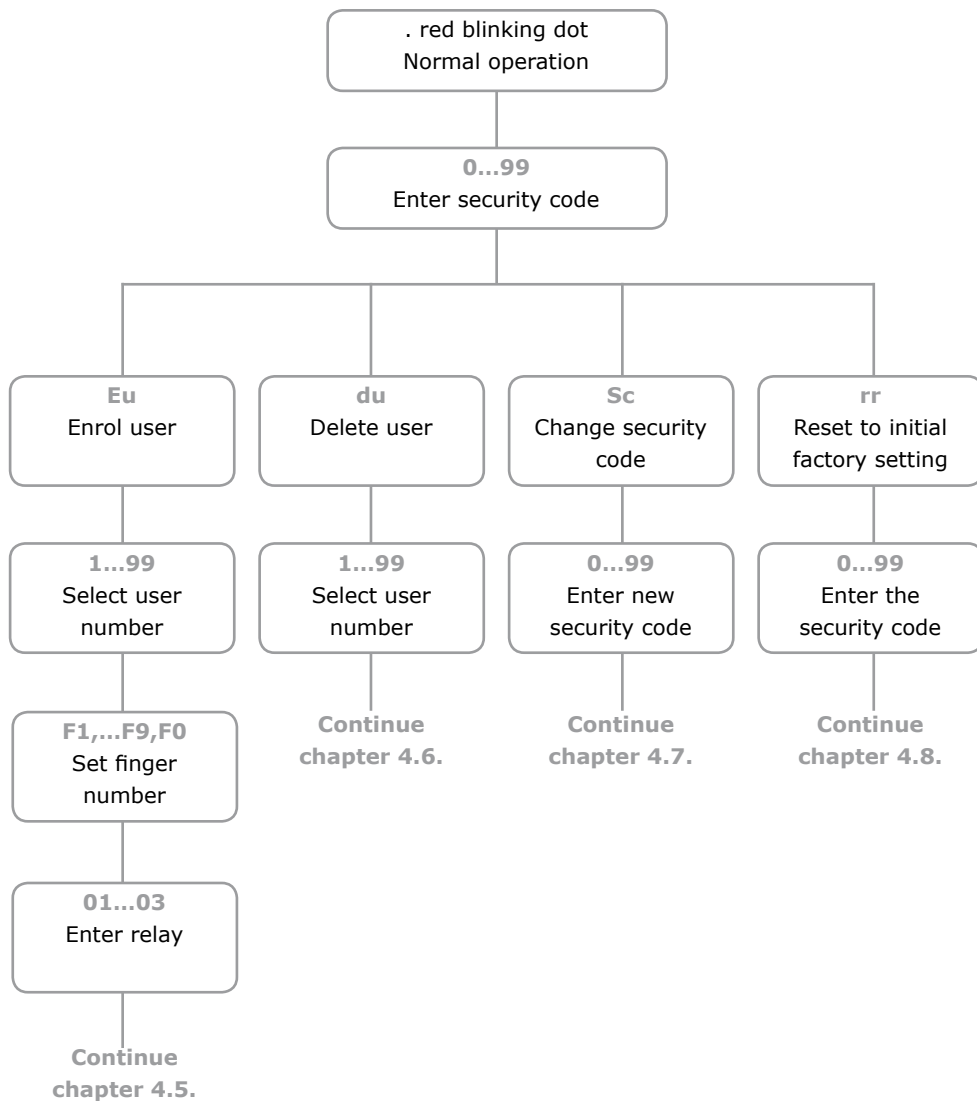 . red blinking dot
Normal operation
0...99
Enter security code
Eu
Enrol user
du
Delete user
Sc
Change security
code
rr
Reset to initial
factory setting
1...99
Select user
number
1...99
Select user
number
0...99
Enter new
security code
0...99
Enter the
security code
F1,...F9,F0
Set finger
number
Continue
chapter 4.6.
Continue
chapter 4.7.
Continue
chapter 4.8.
01...03
Enter relay
Continue
chapter 4.5.